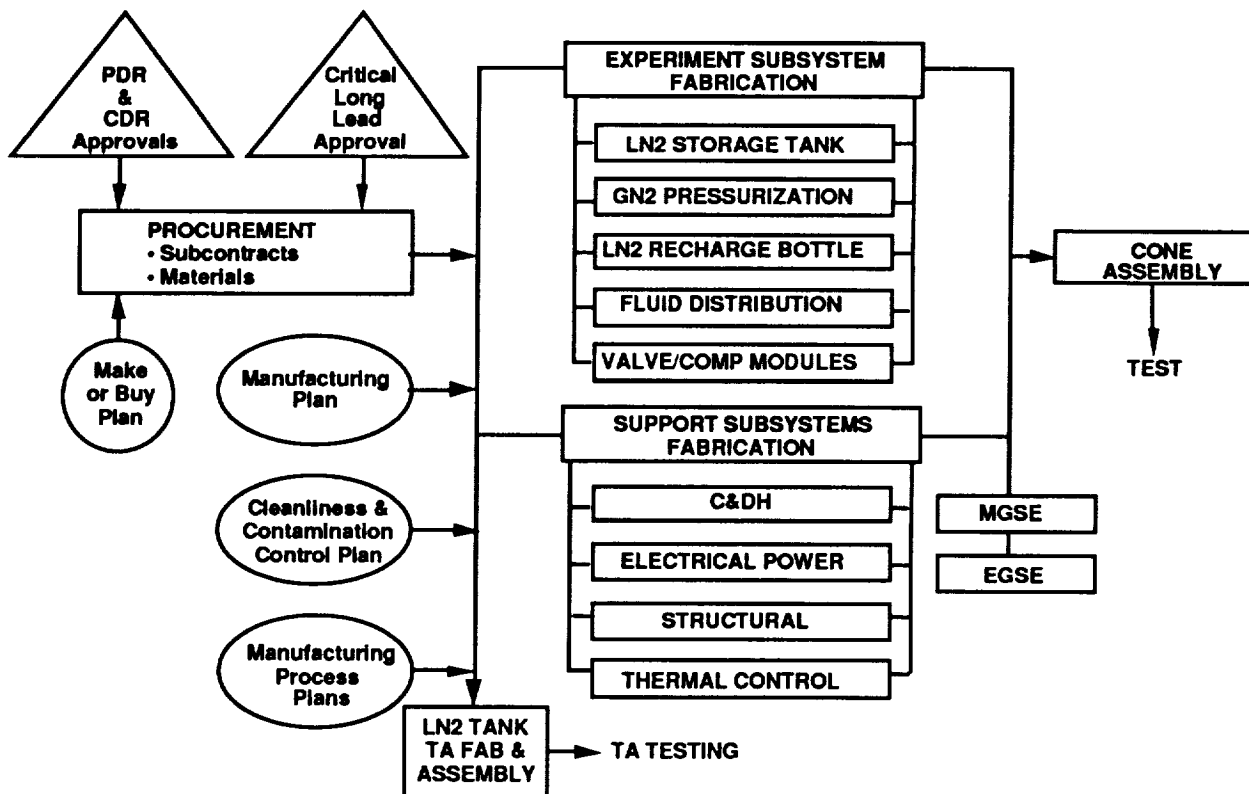 PDR
&
CDR
Approvals
Critical
Long
Lead
Approval
PROCUREMENT
• Subcontracts
• Materials
Make
or Buy
Plan
Manufacturing
Plan
Cleanliness &
Contamination
Control Plan
Manufacturing
Process
Plans
EXPERIMENT SUBSYSTEM
FABRICATION
LN2 STORAGE TANK
GN2 PRESSURIZATION
LN2 RECHARGE BOTTLE
FLUID DISTRIBUTION
VALVE/COMP MODULES
SUPPORT SUBSYSTEMS
FABRICATION
C&DH
ELECTRICAL POWER
STRUCTURAL
THERMAL CONTROL
LN2 TANK
TA FAB &
ASSEMBLY
TA TESTING
CONE
ASSEMBLY
TEST
MGSE
EGSE